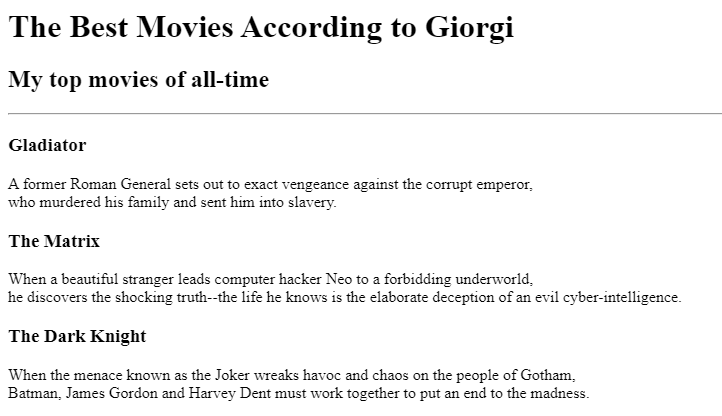 The Best Movies According to Giorgi
My top movies of all-time
Gladiator
A former Roman General sets out to exact vengeance against the corrupt emperor,
who murdered his family and sent him into slavery.
The Matrix
When a beautiful stranger leads computer hacker Neo to a forbidding underworld,
he discovers the shocking truth--the life he knows is the elaborate deception of an evil cyber-intelligence.
The Dark Knight
When the menace known as the Joker wreaks havoc and chaos on the people of Gotham,
Batman, James Gordon and Harvey Dent must work together to put an end to the madness.